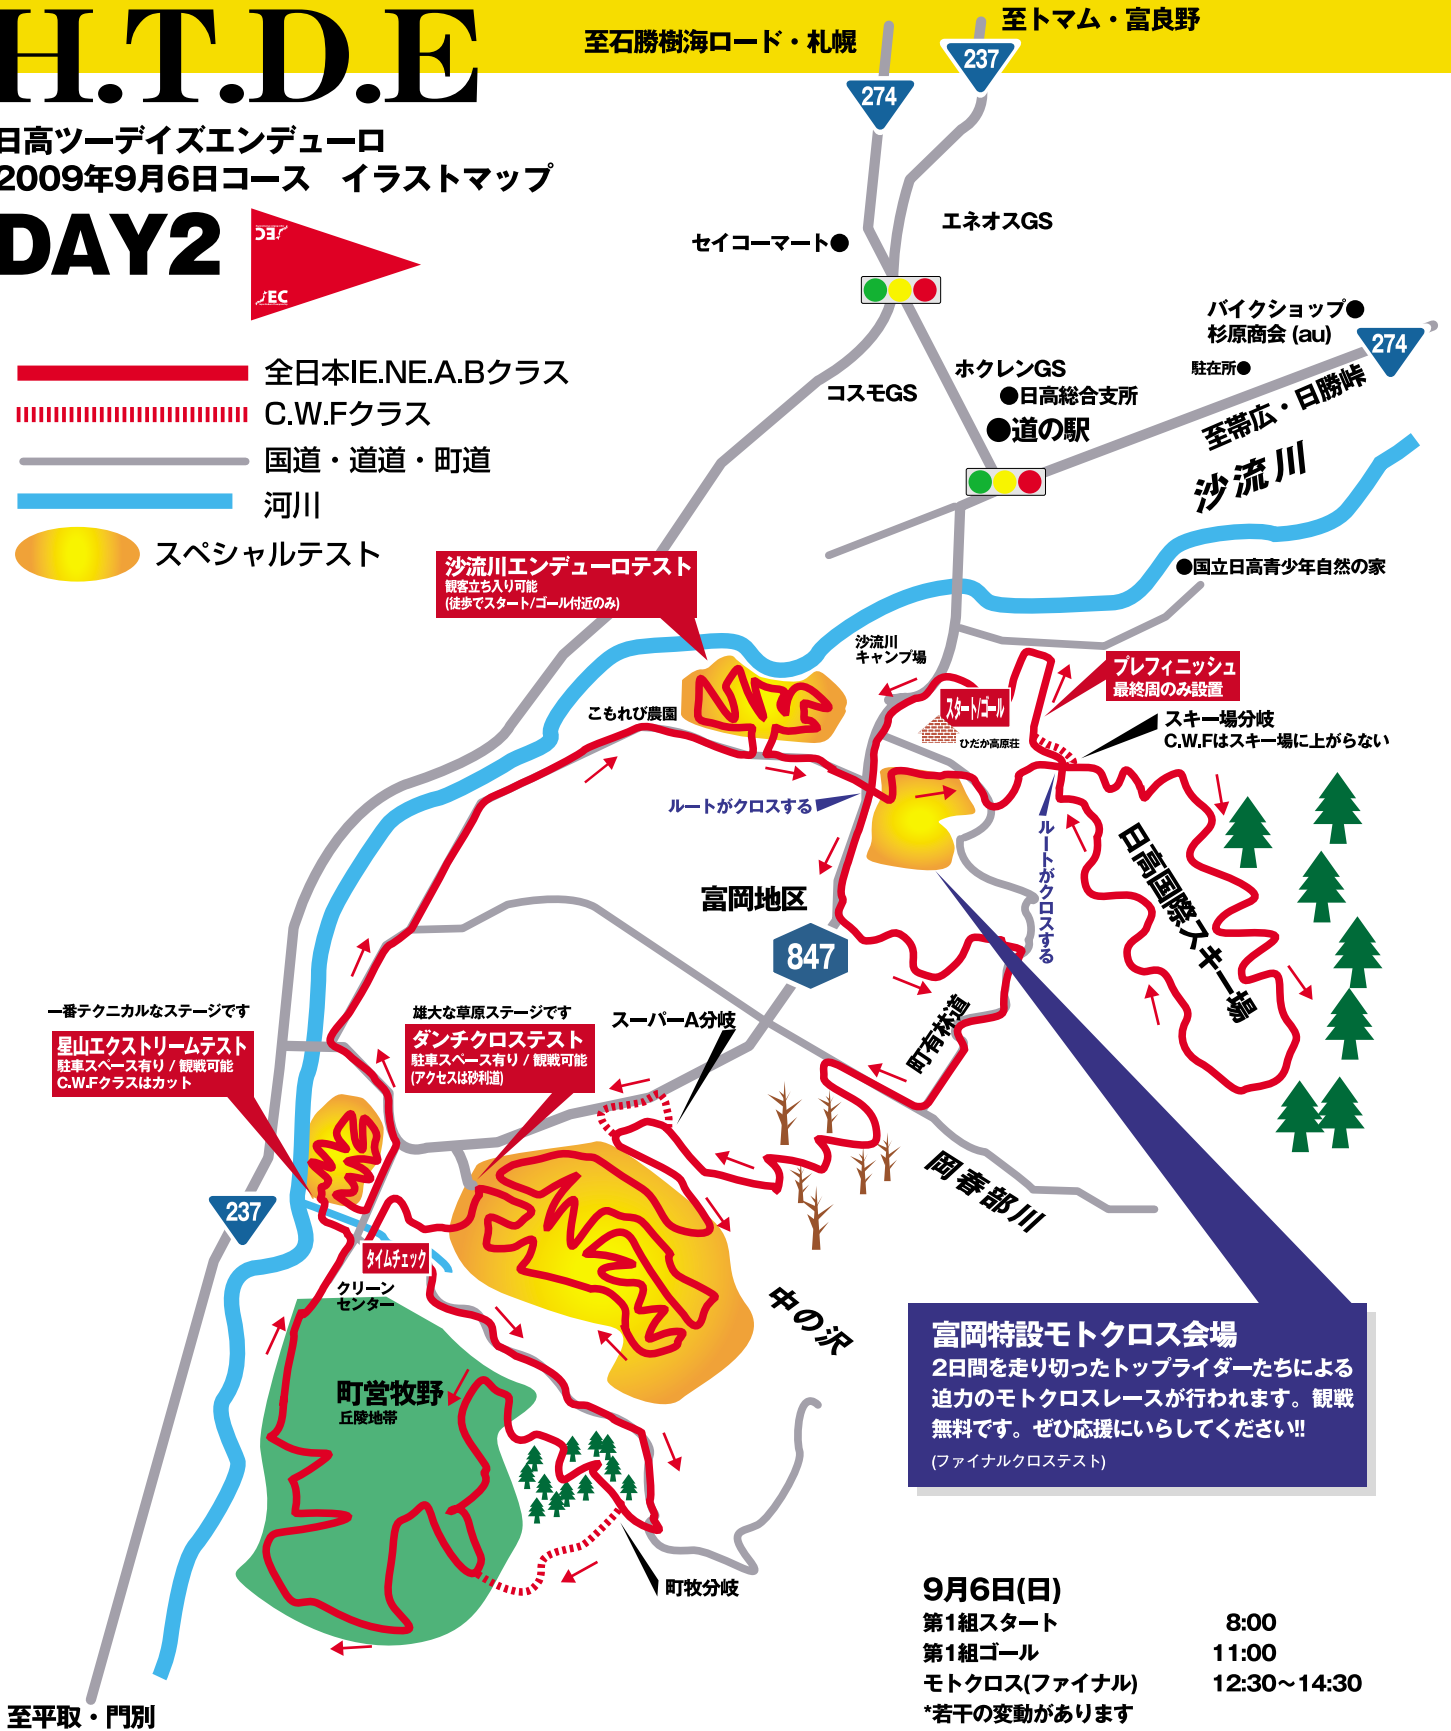 H.T.D.E
日高ツーデイズエンデューロ
2009年9月6日コース　イラストマップ
DAY2
JEC
JEC
全日本IE.NE.A.Bクラス
C.W.Fクラス
国道・道道・町道
河川
スペシャルテスト
至石勝樹海ロード・札幌
至トマム・富良野
237
274
セイコーマート●
エネオスGS
バイクショップ●
杉原商会 (au)
駐在所●
274
至帯広・日勝峠
コスモGS
ホクレンGS
●日高総合支所
●道の駅
沙流川
●国立日高青少年自然の家
沙流川エンデューロテスト
観客立ち入り可能
(徒歩でスタート/ゴール付近のみ)
沙流川
キャンプ場
プレフィニッシュ
最終周のみ設置
スタート/ゴール
ひだか高原荘
スキー場分岐
C.W.Fはスキー場に上がらない
こもれび農園
ルートがクロスする
ルートがクロスする
日高国際スキー場
富岡地区
847
町有林道
一番テクニカルなステージです
星山エクストリームテスト
駐車スペース有り / 観戦可能
C.W.Fクラスはカット
雄大な草原ステージです
ダンチクロステスト
駐車スペース有り / 観戦可能
(アクセスは砂利道)
スーパーA分岐
岡春部川
237
タイムチェック
クリーン
センター
中の沢
町営牧野
丘陵地帯
町牧分岐
富岡特設モトクロス会場
2日間を走り切ったトップライダーたちによる
迫力のモトクロスレースが行われます。観戦
無料です。ぜひ応援にいらしてください!!
(ファイナルクロステスト)
9月6日(日)
第1組スタート 8:00
第1組ゴール 11:00
モトクロス(ファイナル) 12:30〜14:30
*若干の変動があります
至平取・門別